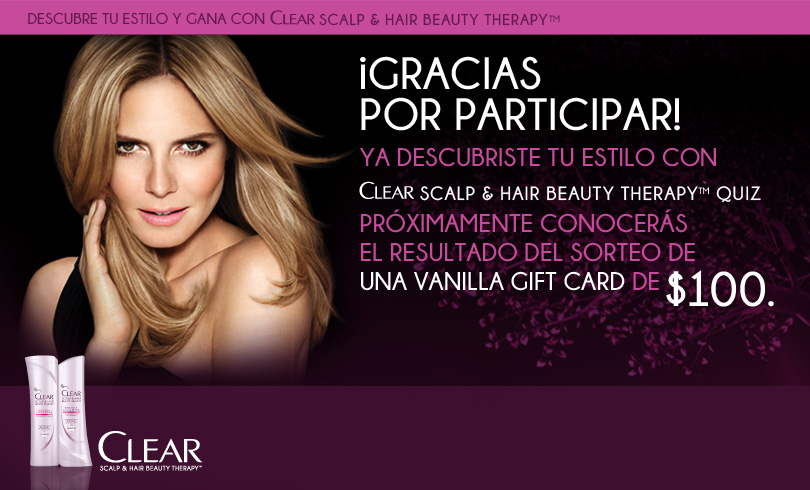 DESCUBRE TU ESTILO Y GANA CON CLEAR SCALP & HAIR BEAUTY THERAPY™
¡GRACIAS
POR PARTICIPAR!
YA DESCUBRISTE TU ESTILO CON
CLEAR SCALP & HAIR BEAUTY THERAPY™ QUIZ
PRÓXIMAMENTE CONOCERÁS
EL RESULTADO DEL SORTEO DE
UNA VANILLA GIFT CARD DE $100.
CLEAR
CLEAR
CLEAR
SCALP & HAIR BEAUTY THERAPY™